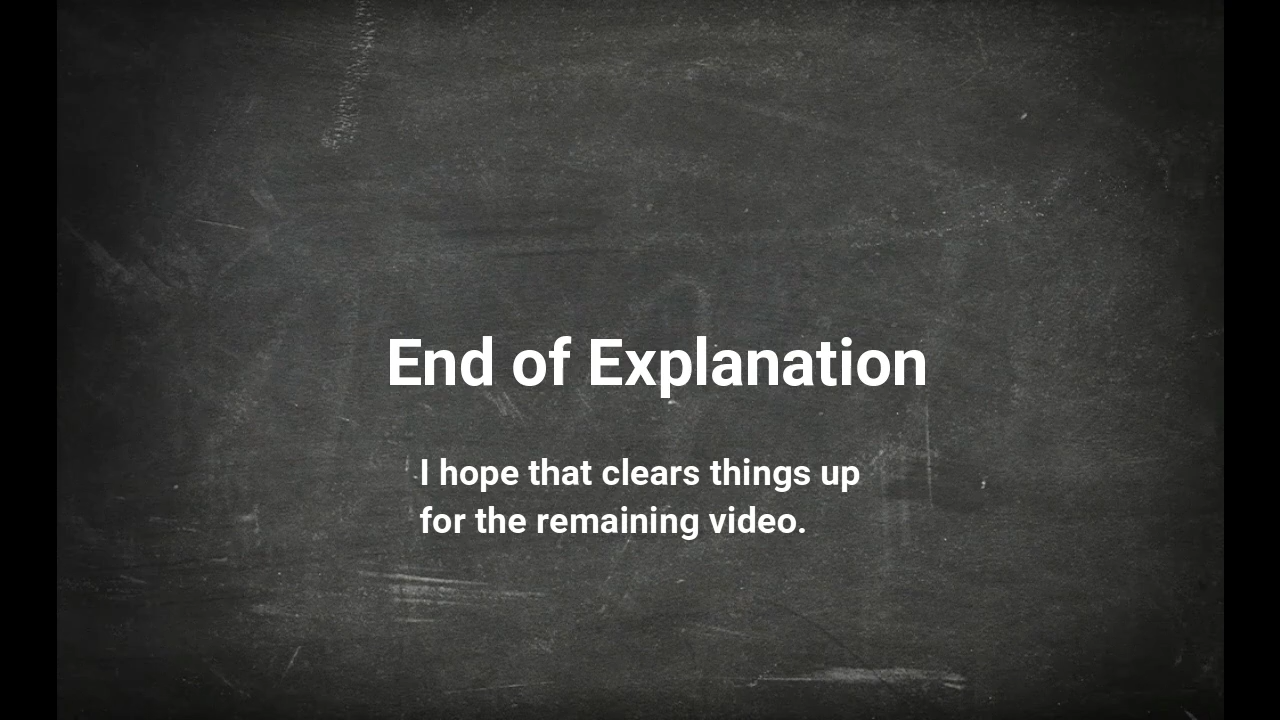 End of Explanation
I hope that clears things up
for the remaining video.